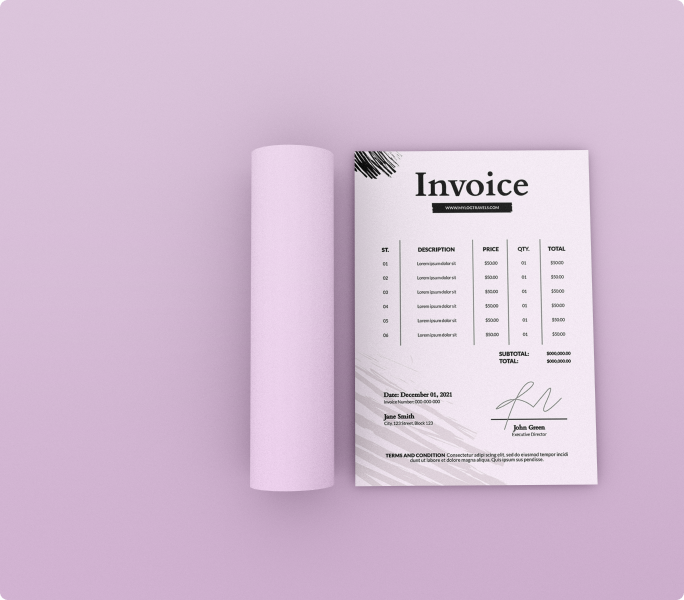 Invoice
WWW.MYLOGTRAVELS.COM
ST. DESCRIPTION PRICE QTY. TOTAL
01 Lorem ipsum dolor sit $50.00 01 $50.00
02 Lorem ipsum dolor sit $50.00 01 $50.00
03 Lorem ipsum dolor sit $50.00 01 $50.00
04 Lorem ipsum dolor sit $50.00 01 $50.00
05 Lorem ipsum dolor sit $50.00 01 $50.00
06 Lorem ipsum dolor sit $50.00 01 $50.00
SUBTOTAL: $000,000.00
TOTAL: $000,000.00
Date: December 01, 2021
Invoice Number: 000-000-000
Jane Smith
City, 123 Street, Block 123
John Green
Executive Director
TERMS AND CONDITION Consectetur adipi scing elit, sed do eiusmod tempor incidi
dunt ut labore et dolore magna aliqua. Quis ipsum sus pendisse.